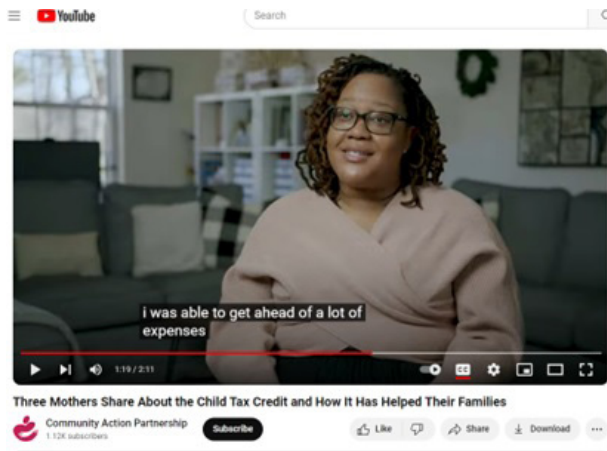 YouTube
Search
i was able to get ahead of a lot of
expenses
1:19 / 2:11
CC
Three Mothers Share About the Child Tax Credit and How It Has Helped Their Families
Community Action Partnership
1.12K subscribers
Subscribe
Like
Share
Download